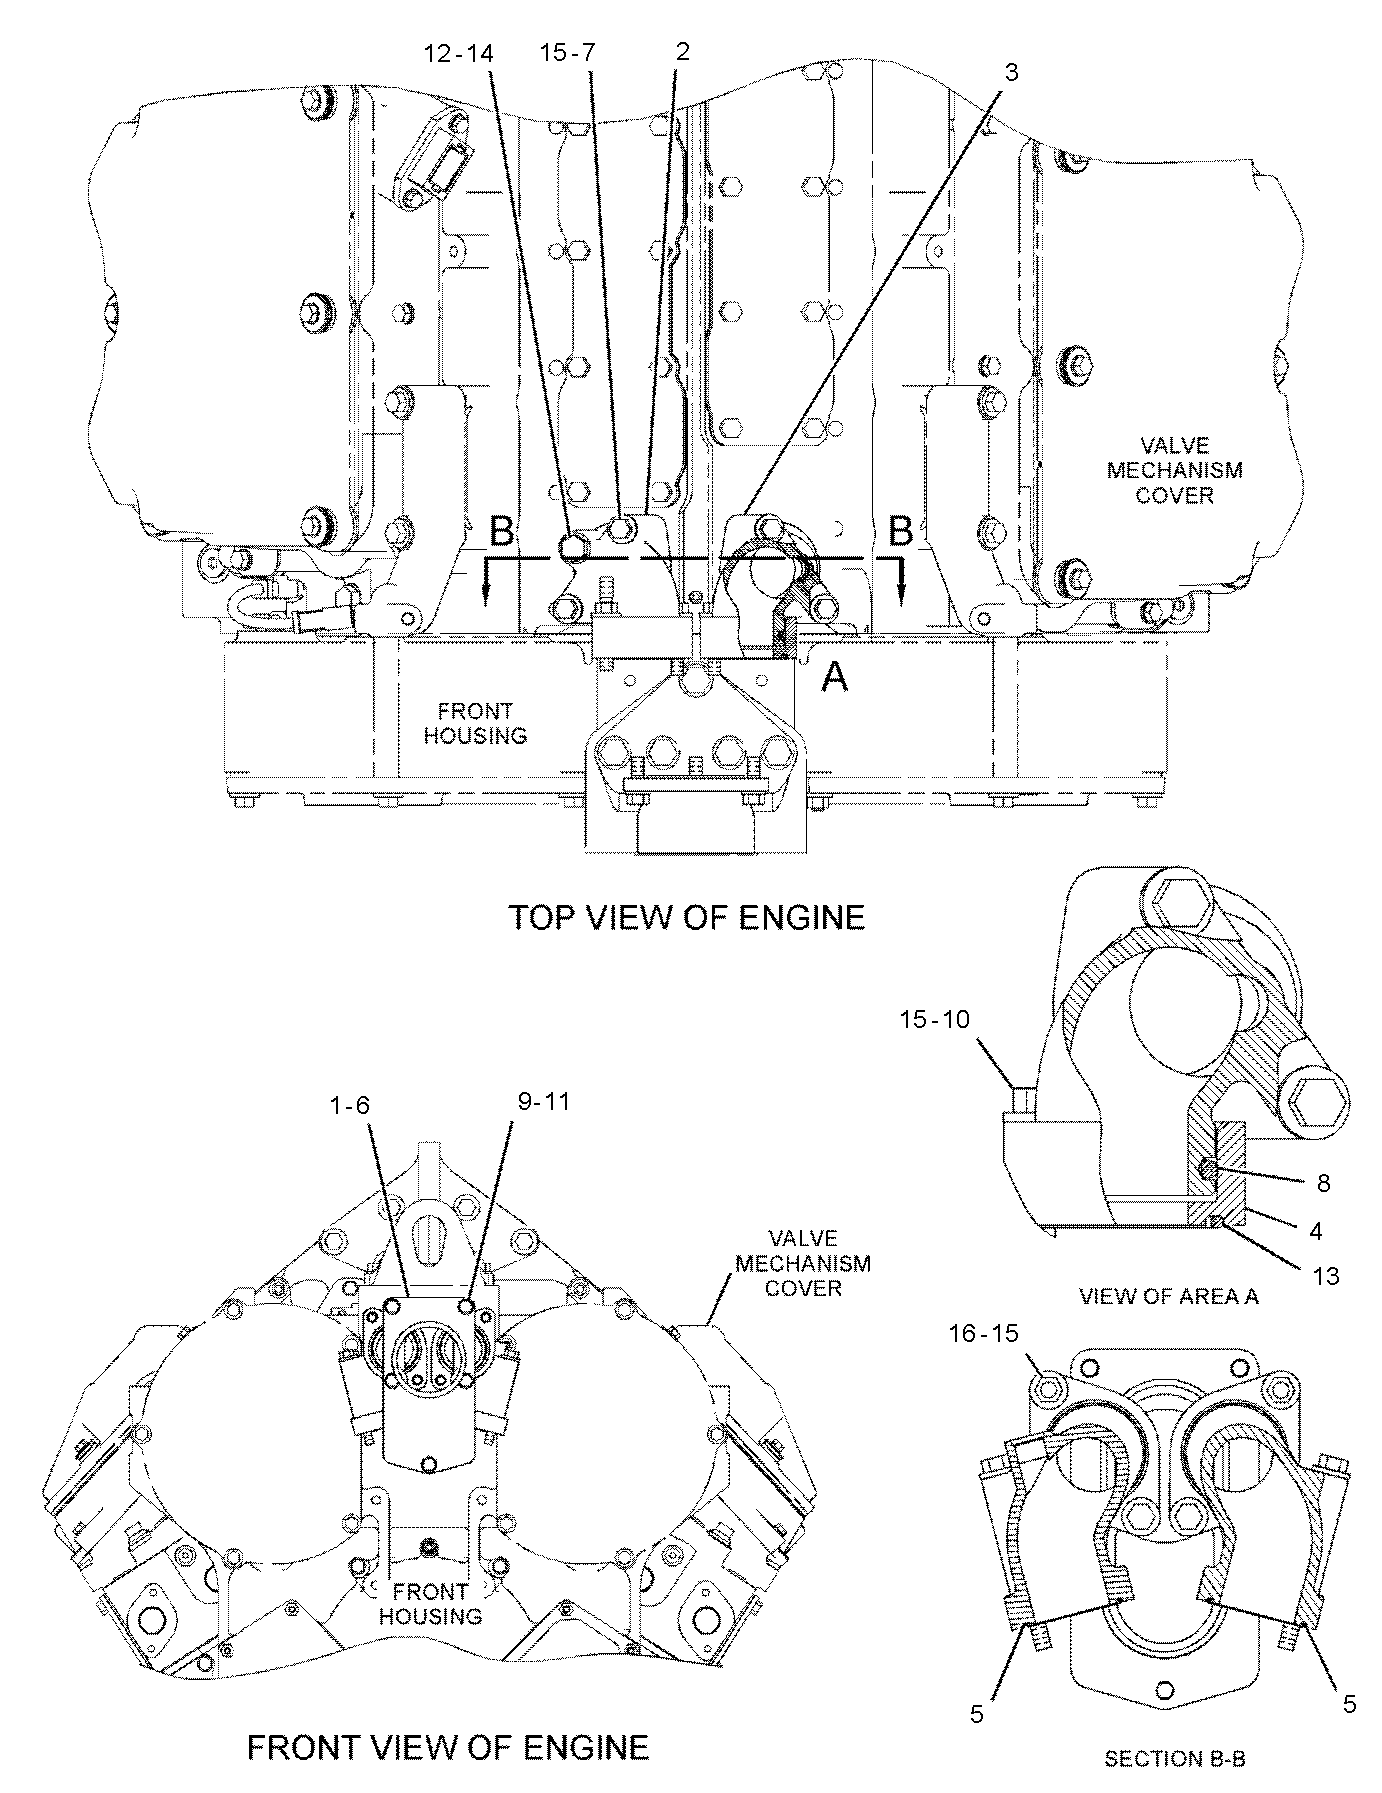 12-14
15-7
2
3
VALVE
MECHANISM
COVER
B
B
A
FRONT
HOUSING
TOP VIEW OF ENGINE
15-10
8
4
13
VIEW OF AREA A
1-6
9-11
VALVE
MECHANISM
COVER
FRONT
HOUSING
FRONT VIEW OF ENGINE
16-15
5
5
SECTION B-B